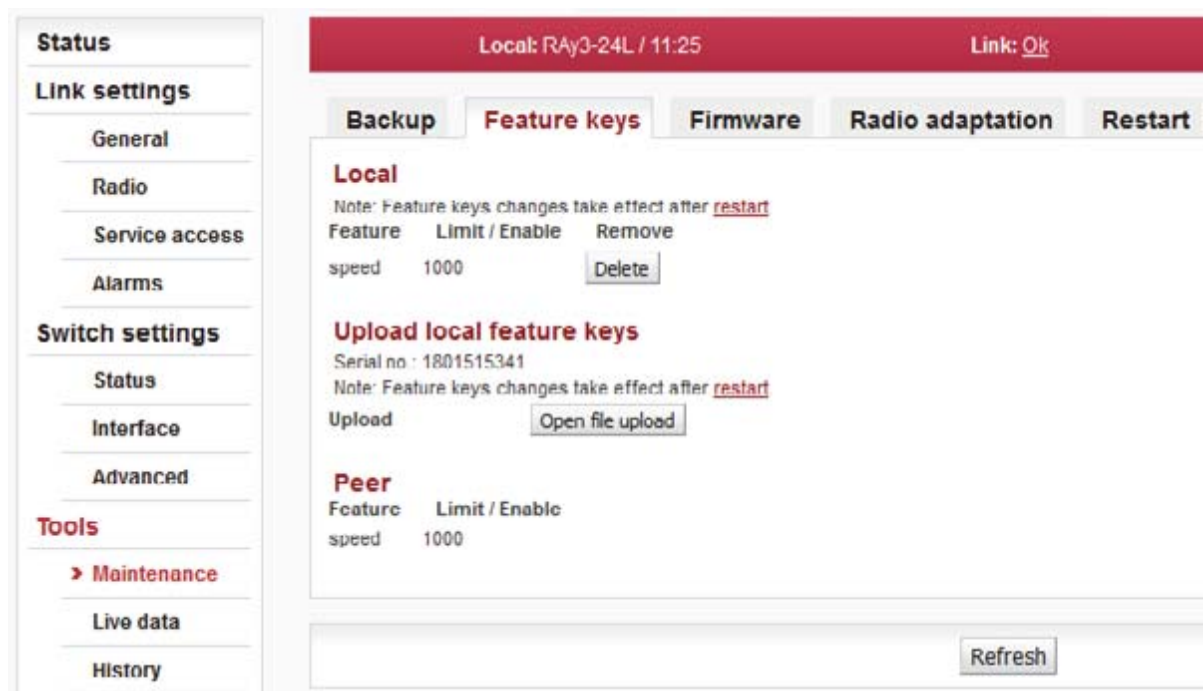 Status
Link settings
General
Radio
Service access
Alarms
Switch settings
Status
Interface
Advanced
Tools
Maintenance
Live data
History
Local: RAy3-24L / 11:25 Link: Ok
Backup Feature keys Firmware Radio adaptation Restart
Local
Note: Feature keys changes take effect after restart
Feature Limit / Enable Remove
speed 1000 Delete
Upload local feature keys
Serial no.: 1801515341
Note: Feature keys changes take effect after restart
Upload Open file upload
Peer
Feature Limit / Enable
speed 1000
Refresh